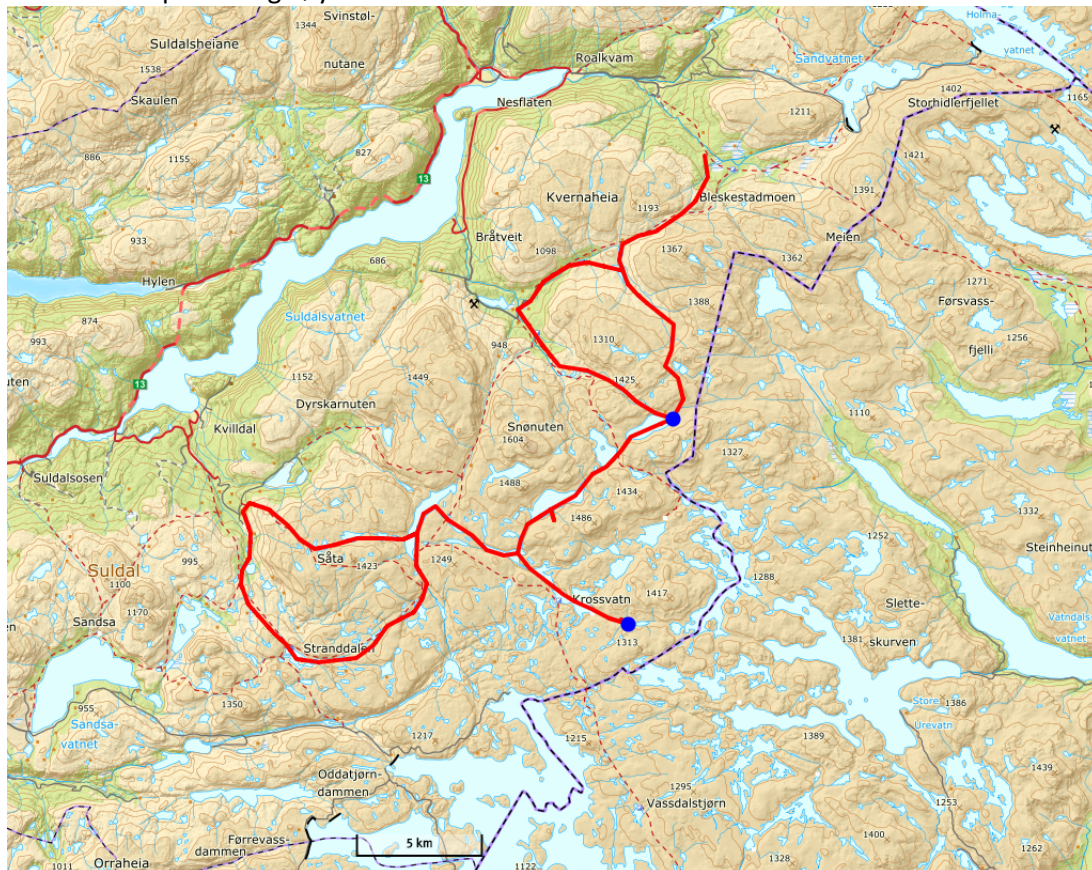 1344
Svinstøl-
nutane
Suldalsheiane
1538
Skaulen
Roalkvam
Nesflaten
Sandvatnet
Holma-
vatnet
1402
1165
Storhidlerfjellet
1211
1421
886
1155
827
13
Kvernaheia
1193
Bleskestadmoen
1391
933
Bråtveit
1098
1367
Meien
1362
686
Hylen
1388
1271
Førsvass-
fjelli
1256
874
993
Suldalsvatnet
948
1310
1152
1449
1425
13
Dyrskarnuten
Snønuten
1604
1110
Kvilldal
1327
Suldalsosen
1488
1434
1486
1332
1252
Steinheinut
995
Såta
1423
1249
Suldal
1100
1288
1170
Krossvatn
1417
Slette-
Sandsa
Vatndals
vatnet
1313
1381
skurven
Stranddalen
1350
955
Store
Urevatn
1386
Sandsa-
vatnet
1217
1215
1389
Oddatjørn-
dammen
1439
1295
Vassdalstjørn
1253
5 km
Førrevass-
dammen
1400
1011
Orraheia
1122
1328
1262